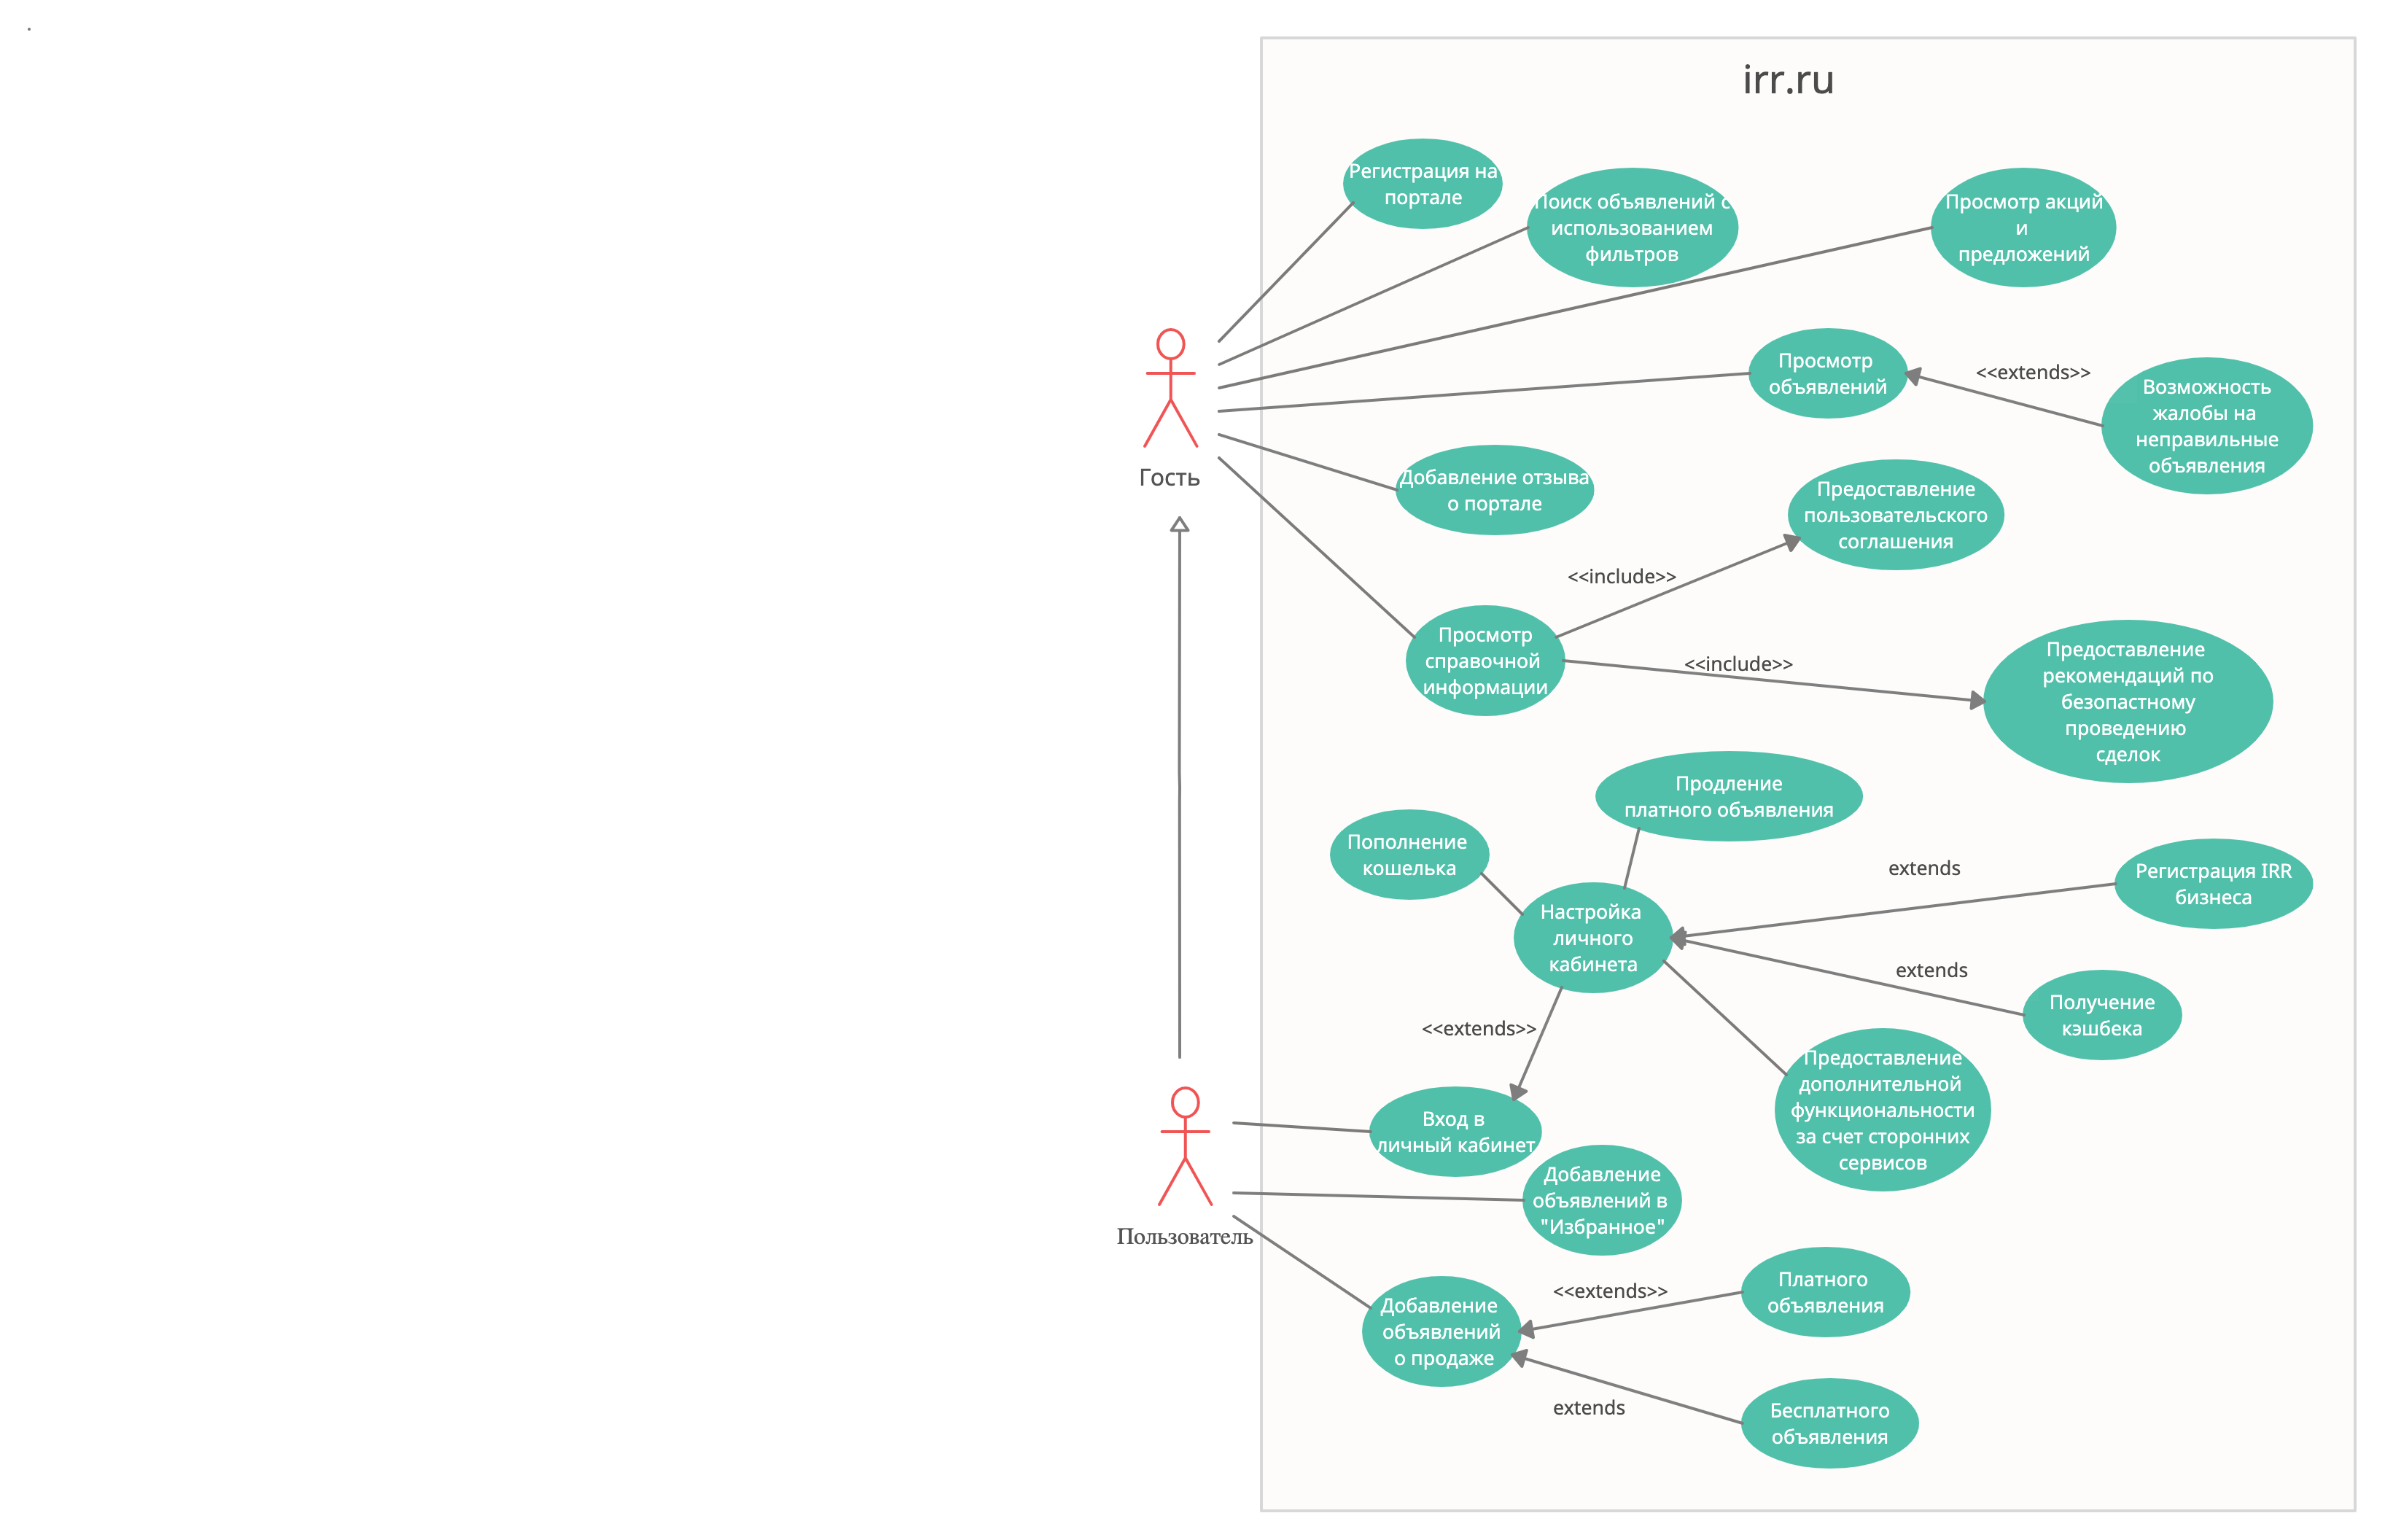 irr.ru
Регистрация на
портале
Поиск объявлений с
использованием
фильтров
Просмотр акций
и
предложений
Просмотр
объявлений
<<extends>>
Возможность
жалобы на
неправильные
объявления
Гость
Добавление отзыва
о портале
Предоставление
пользовательского
соглашения
<<include>>
Просмотр
справочной
информации
<<include>>
Предоставление
рекомендаций по
безопастному
проведению
сделок
Продление
платного объявления
Пополнение
кошелька
extends
Регистрация IRR
бизнеса
Настройка
личного
кабинета
extends
Получение
кэшбека
<<extends>>
Предоставление
дополнительной
функциональности
за счет сторонних
сервисов
Вход в
личный кабинет
Добавление
объявлений в
"Избранное"
Пользователь
<<extends>>
Платного
объявления
Добавление
объявлений
о продаже
extends
Бесплатного
объявления